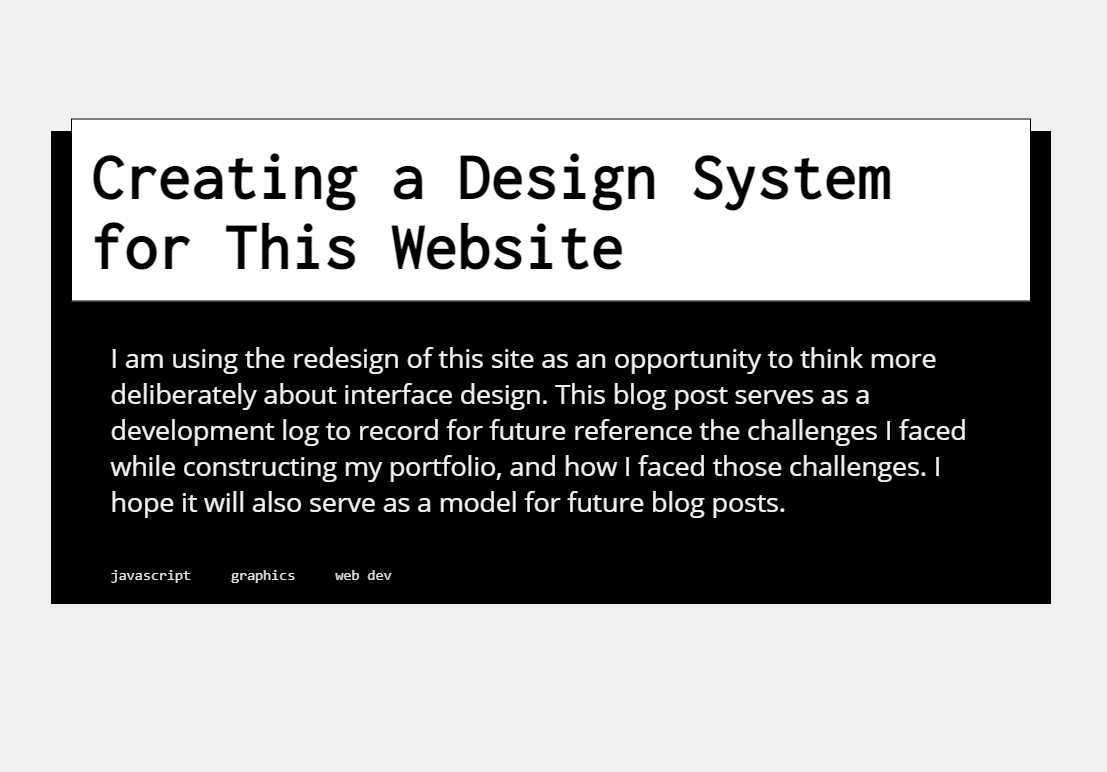 Creating a Design System
for This Website
I am using the redesign of this site as an opportunity to think more
deliberately about interface design. This blog post serves as a
development log to record for future reference the challenges I faced
while constructing my portfolio, and how I faced those challenges. I
hope it will also serve as a model for future blog posts.
javascript graphics web dev